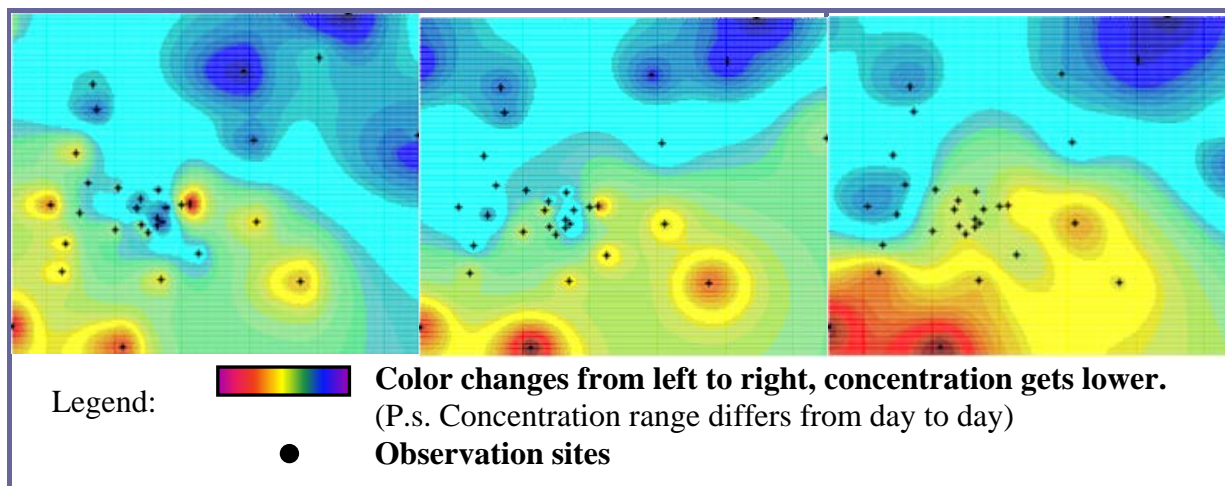 Legend:
Color changes from left to right, concentration gets lower.
(P.s. Concentration range differs from day to day)
Observation sites